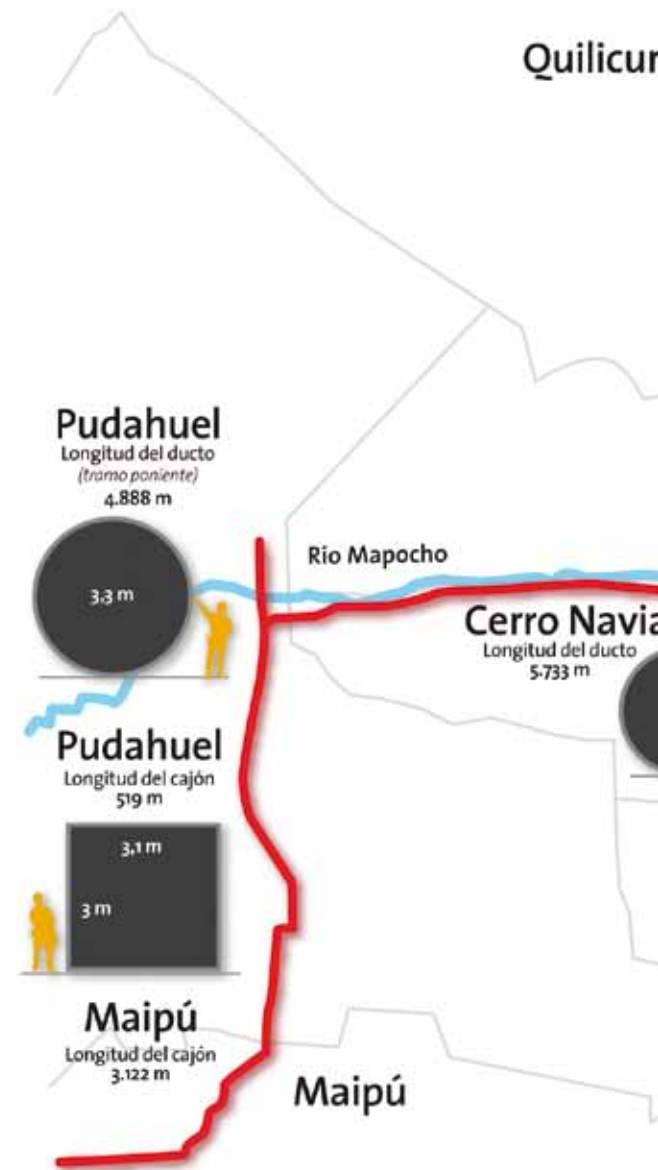 Quilicur
Pudahuel
Longitud del ducto
(tramo poniente)
4.888 m
3,3 m
Río Mapocho
Cerro Navia
Longitud del ducto
5.733 m
Pudahuel
Longitud del cajón
519 m
3,1 m
3 m
Maipú
Longitud del cajón
3.122 m
Maipú